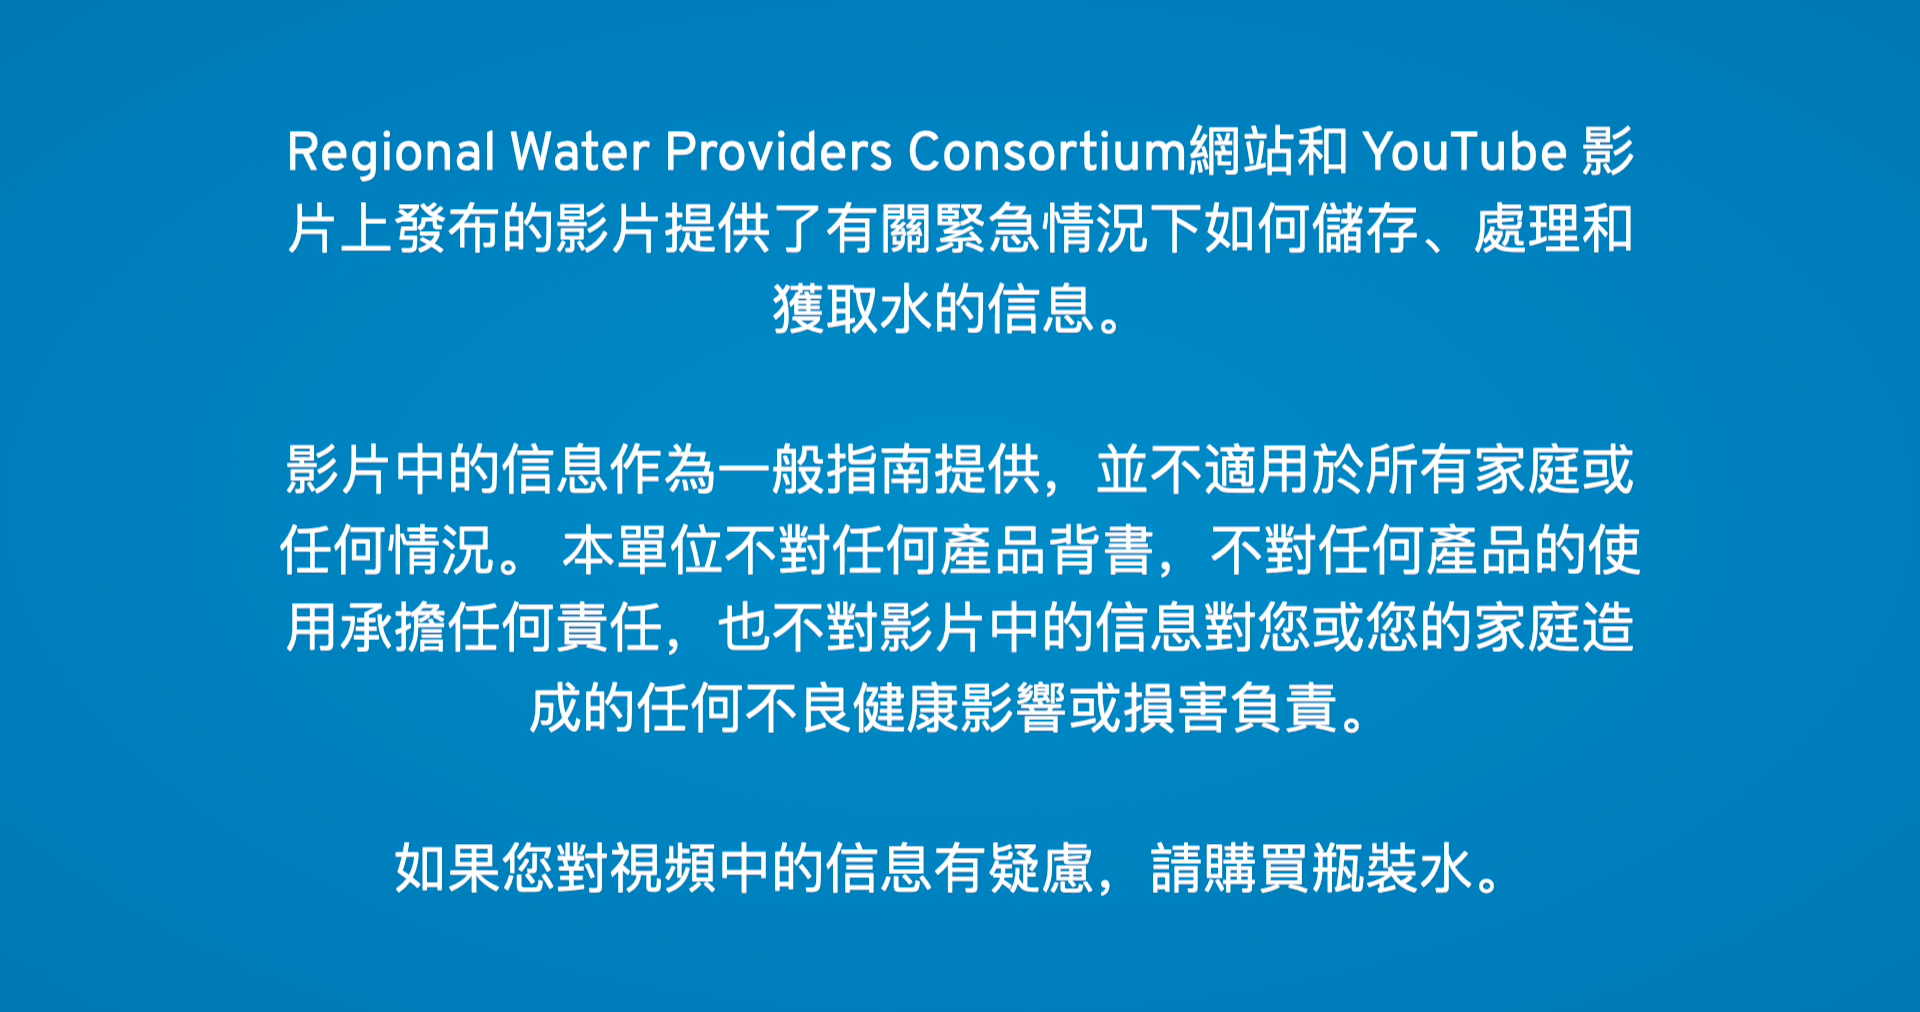 Regional Water Providers Consortium網站和 YouTube 影
片上發布的影片提供了有關緊急情況下如何儲存、處理和
獲取水的信息。
影片中的信息作為一般指南提供，並不適用於所有家庭或
任何情況。 本單位不對任何產品背書，不對任何產品的使
用承擔任何責任，也不對影片中的信息對您或您的家庭造
成的任何不良健康影響或損害負責。
如果您對視頻中的信息有疑慮，請購買瓶裝水。